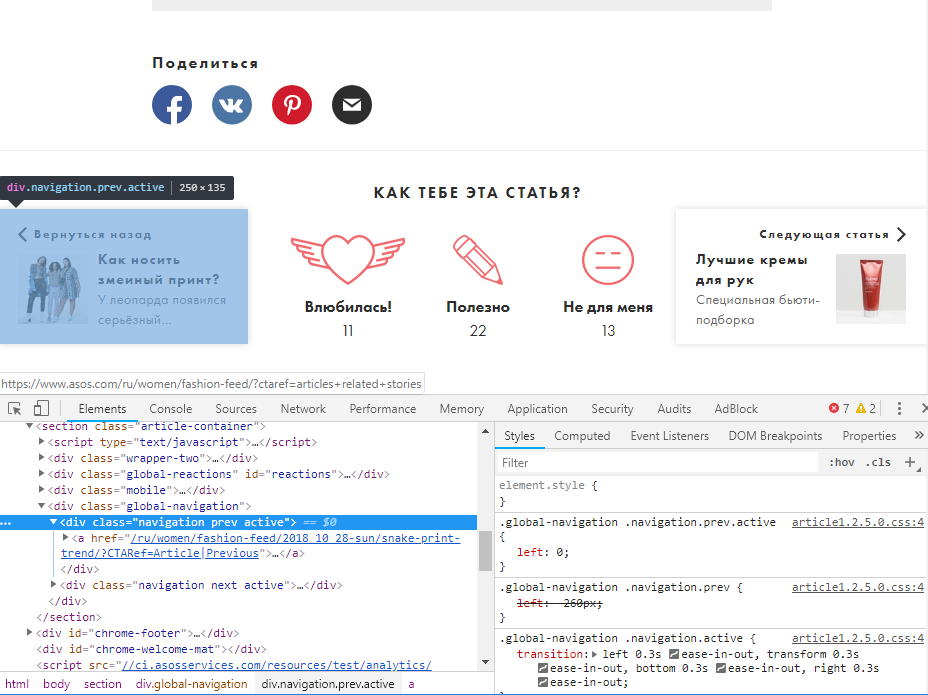 Поделиться
div.navigation.prev.active 250 × 135
КАК ТЕБЕ ЭТА СТАТЬЯ?
Вернуться назад
Как носить
змеиный принт?
У леопарда появился
серьёзный...
Влюбилась!
11
Полезно
22
Не для меня
13
Следующая статья
Лучшие кремы
для рук
Специальная бьюти-
подборка
https://www.asos.com/ru/women/fashion-feed/?ctaref=articles+related+stories
Elements Console Sources Network Performance Memory Application Security Audits AdBlock 7 2
<section class="article-container">
<script type="text/javascript">…</script>
<div class="wrapper-two">…</div>
<div class="global-reactions" id="reactions">…</div>
<div class="mobile">…</div>
<div class="global-navigation">
<div class="navigation prev active"> == $0
<a href="/ru/women/fashion-feed/2018_10_28-sun/snake-print-
trend/?CTARef=Article|Previous">…</a>
</div>
<div class="navigation next active">…</div>
</div>
</section>
<div id="chrome-footer">…</div>
<div id="chrome-welcome-mat">…</div>
<script src="//ci.asosservices.com/resources/test/analytics/
html body section div.global-navigation div.navigation.prev.active a
Styles Computed Event Listeners DOM Breakpoints Properties »
Filter :hov .cls +
element.style {
}
.global-navigation .navigation.prev.active article1.2.5.0.css:4
{
left: 0;
}
.global-navigation .navigation.prev { article1.2.5.0.css:4
left: -260px;
}
.global-navigation .navigation.active { article1.2.5.0.css:4
transition: left 0.3s ease-in-out, transform 0.3s
ease-in-out, bottom 0.3s ease-in-out, right 0.3s
ease-in-out;